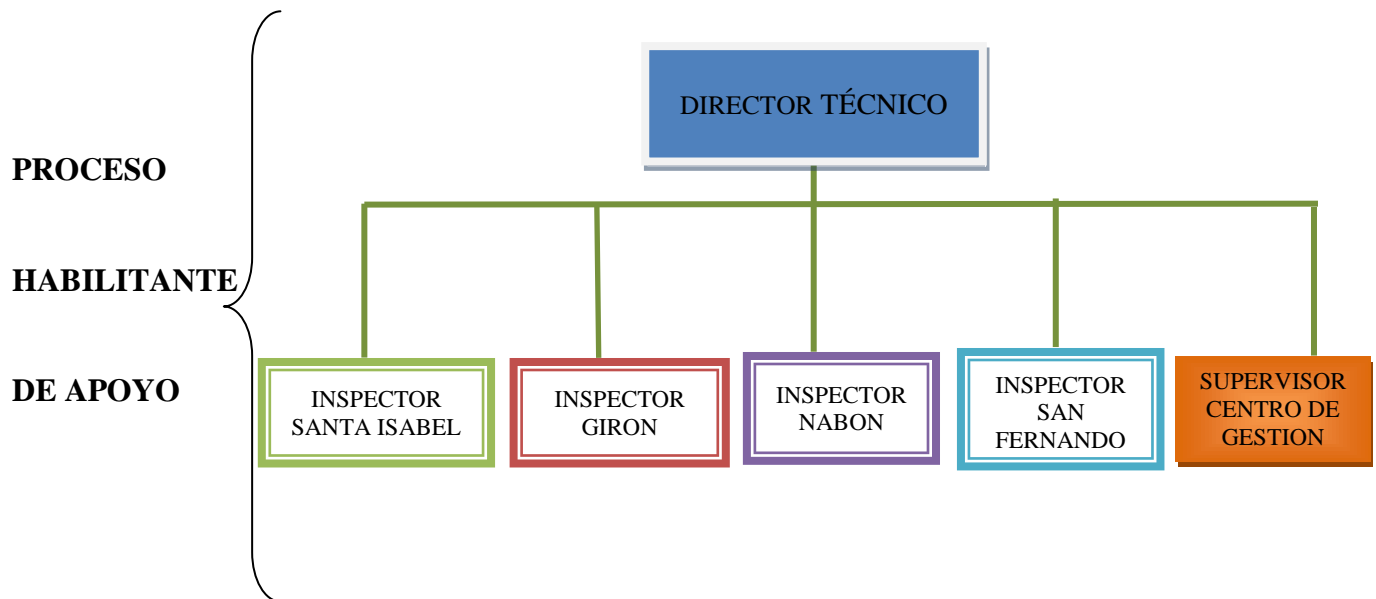 DIRECTOR TÉCNICO
PROCESO
HABILITANTE
DE APOYO
INSPECTOR
SANTA ISABEL
INSPECTOR
GIRON
INSPECTOR
NABON
INSPECTOR
SAN
FERNANDO
SUPERVISOR
CENTRO DE
GESTION